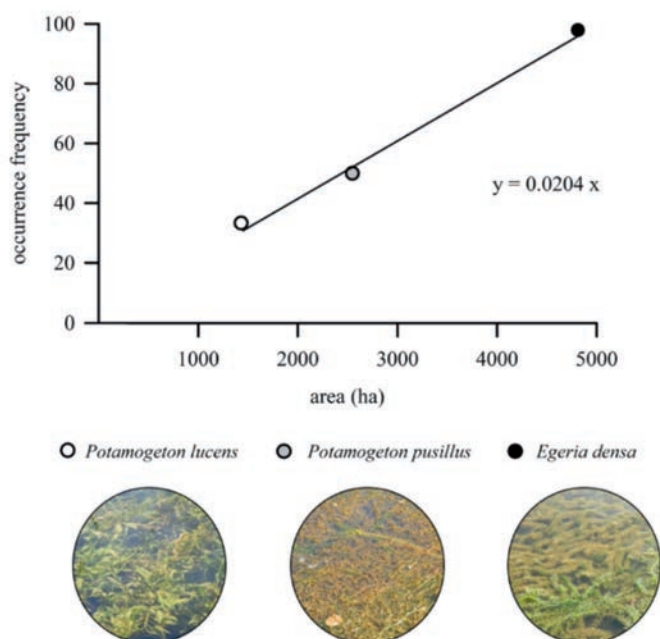 100
80
60
40
20
0
occurrence frequency
y = 0.0204 x
1000 2000 3000 4000 5000
area (ha)
Potamogeton lucens Potamogeton pusillus Egeria densa